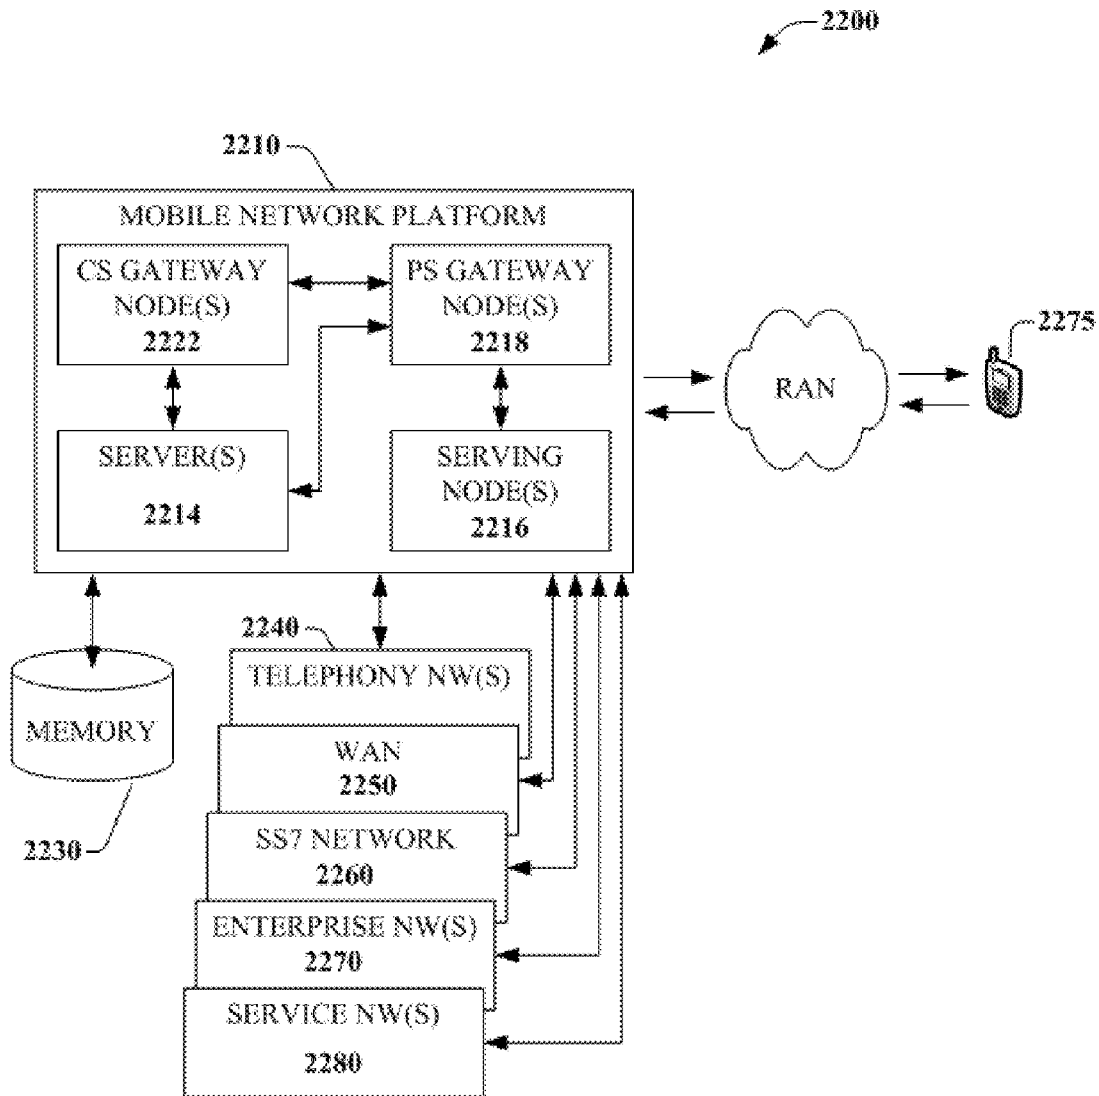 2200
2210
MOBILE NETWORK PLATFORM
CS GATEWAY
NODE(S)
2222
PS GATEWAY
NODE(S)
2218
SERVER(S)
2214
SERVING
NODE(S)
2216
RAN
2275
2240
TELEPHONY NW(S)
MEMORY
2230
WAN
2250
SS7 NETWORK
2260
ENTERPRISE NW(S)
2270
SERVICE NW(S)
2280